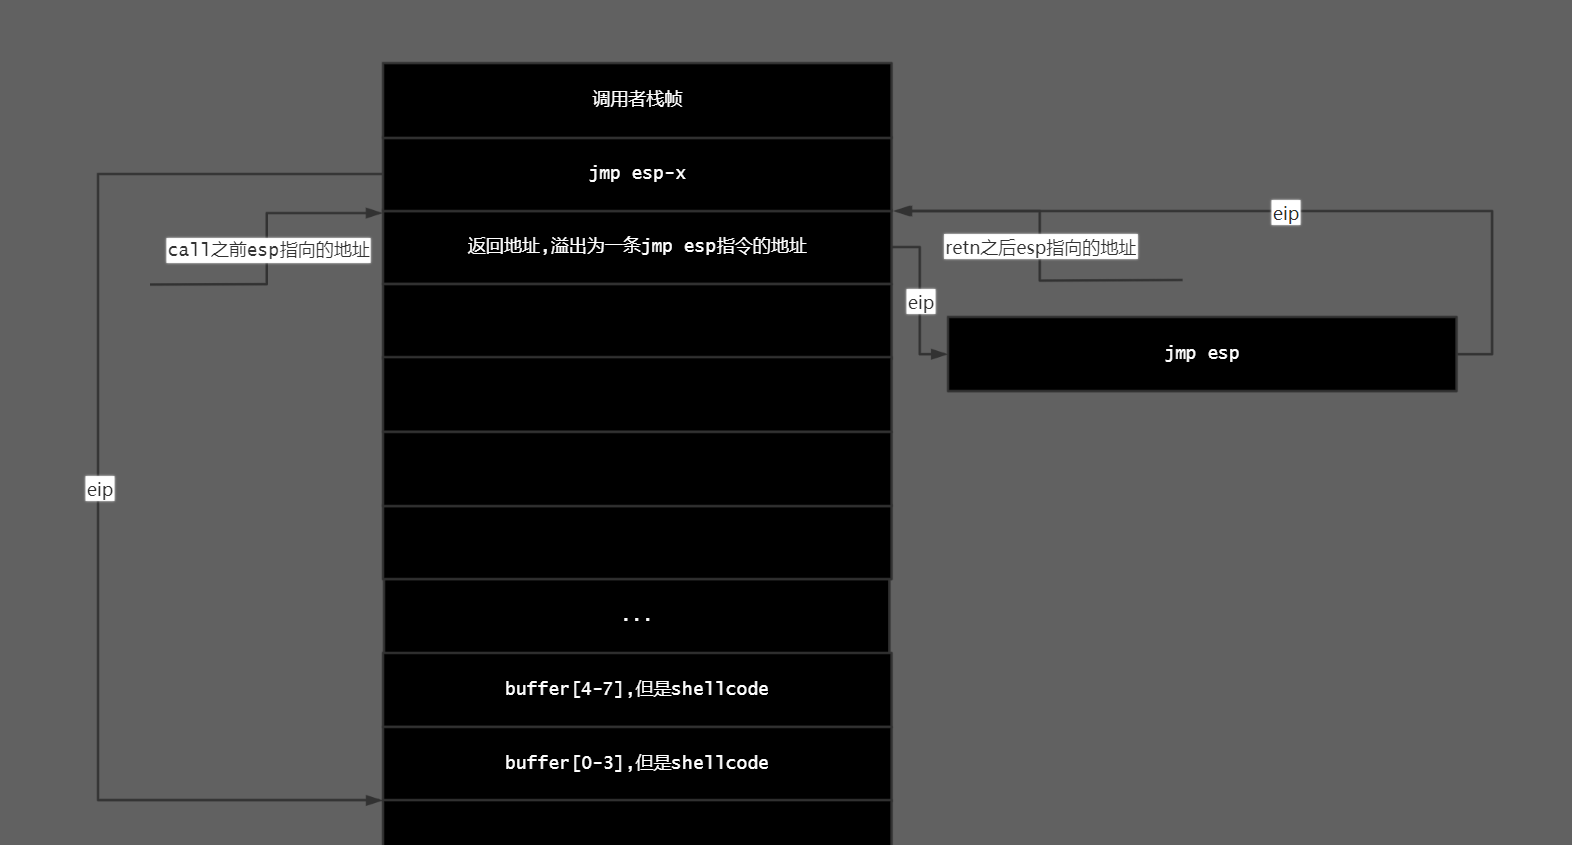 调用者栈帧
jmp esp-x
eip
call之前esp指向的地址
返回地址,溢出为一条jmp esp指令的地址
retn之后esp指向的地址
eip
jmp esp
eip
...
buffer[4-7],但是shellcode
buffer[0-3],但是shellcode